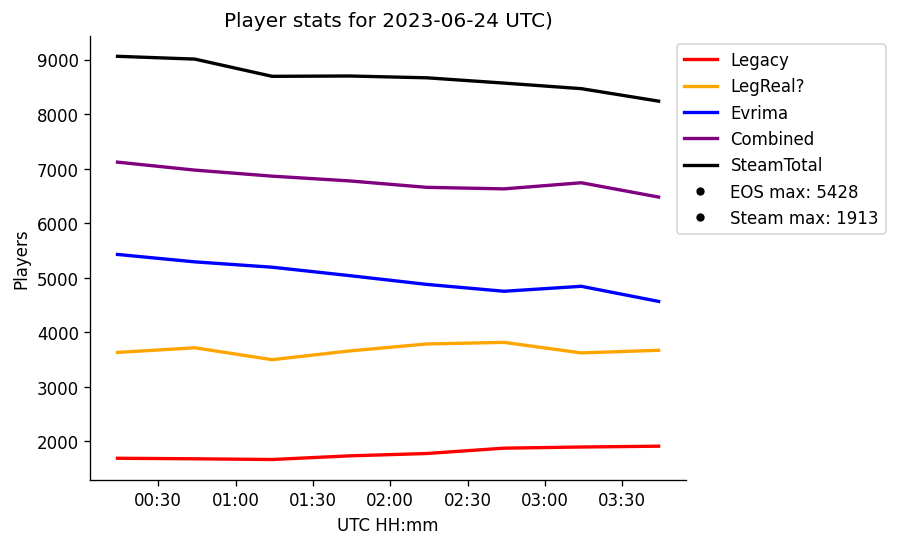 Player stats for 2023-06-24 UTC)
9000
8000
7000
6000
5000
4000
3000
2000
Players
00:30 01:00 01:30 02:00 02:30 03:00 03:30
UTC HH:mm
Legacy
LegReal?
Evrima
Combined
SteamTotal
EOS max: 5428
Steam max: 1913